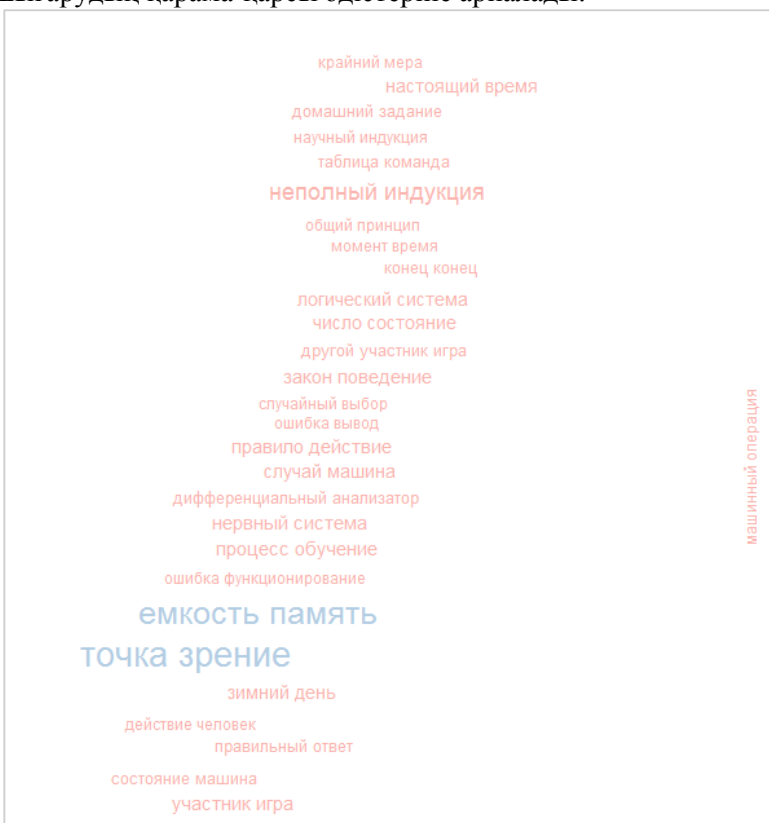 крайний мера
настоящий время
домашний задание
научный индукция
таблица команда
неполный индукция
общий принцип
момент время
конец конец
логический система
число состояние
другой участник игра
закон поведение
случайный выбор
ошибка вывод
правило действие
случай машина
дифференциальный анализатор
нервный система
процесс обучение
ошибка функционирование
емкость память
точка зрение
зимний день
действие человек
правильный ответ
состояние машина
участник игра
машинный операция